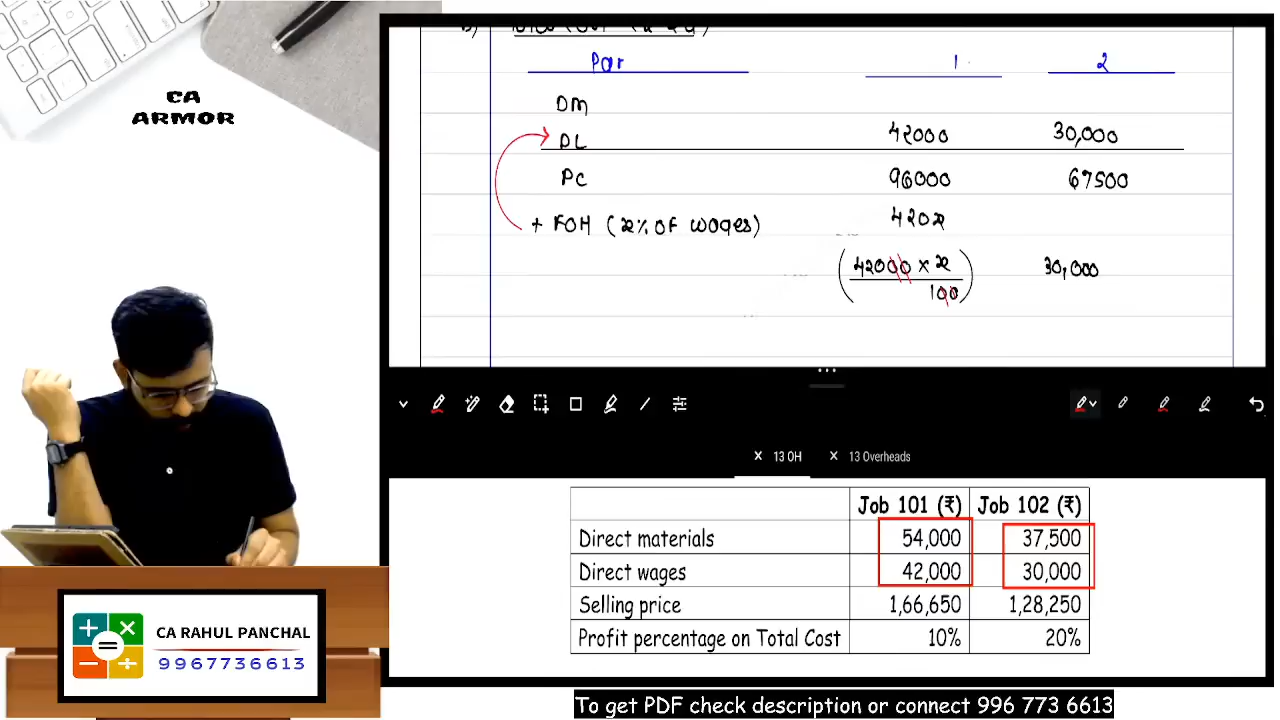 CA
ARMOR
Par 1 2
DM
DL 42000 30,000
PC 96000 67500
+ FOH (x% OF wages) 420x
(42000 × x / 100) 30,000
13 OH
13 Overheads
Job 101 (₹) Job 102 (₹)
Direct materials 54,000 37,500
Direct wages 42,000 30,000
Selling price 1,66,650 1,28,250
Profit percentage on Total Cost 10% 20%
CA RAHUL PANCHAL
9967736613
To get PDF check description or connect 996 773 6613